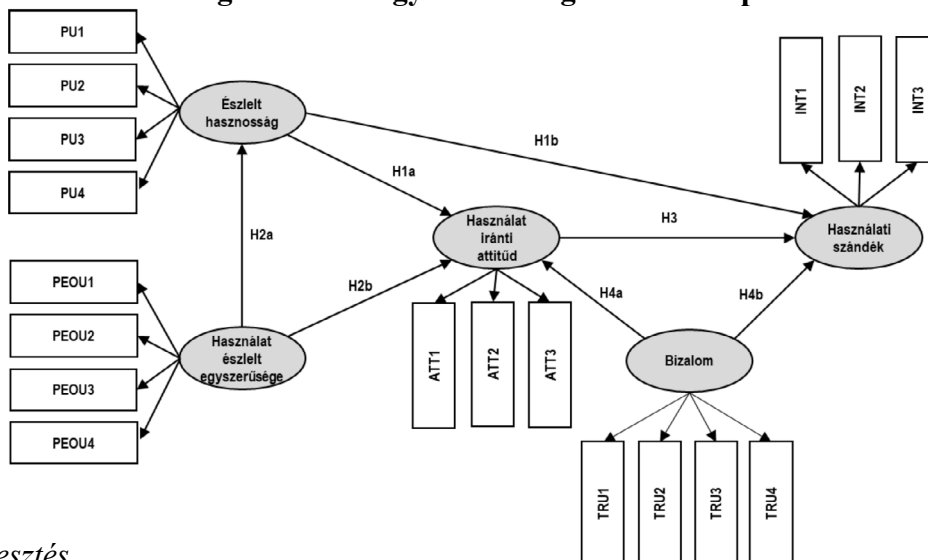 PU1
PU2
PU3
PU4
Észlelt
hasznosság
INT1
INT2
INT3
H1b
H1a
H2a
Használat
iránti
attitűd
H3
Használati
szándék
PEOU1
PEOU2
PEOU3
PEOU4
H2b
H4a
H4b
Használat
észlelt
egyszerűsége
ATT1
ATT2
ATT3
Bizalom
TRU1
TRU2
TRU3
TRU4